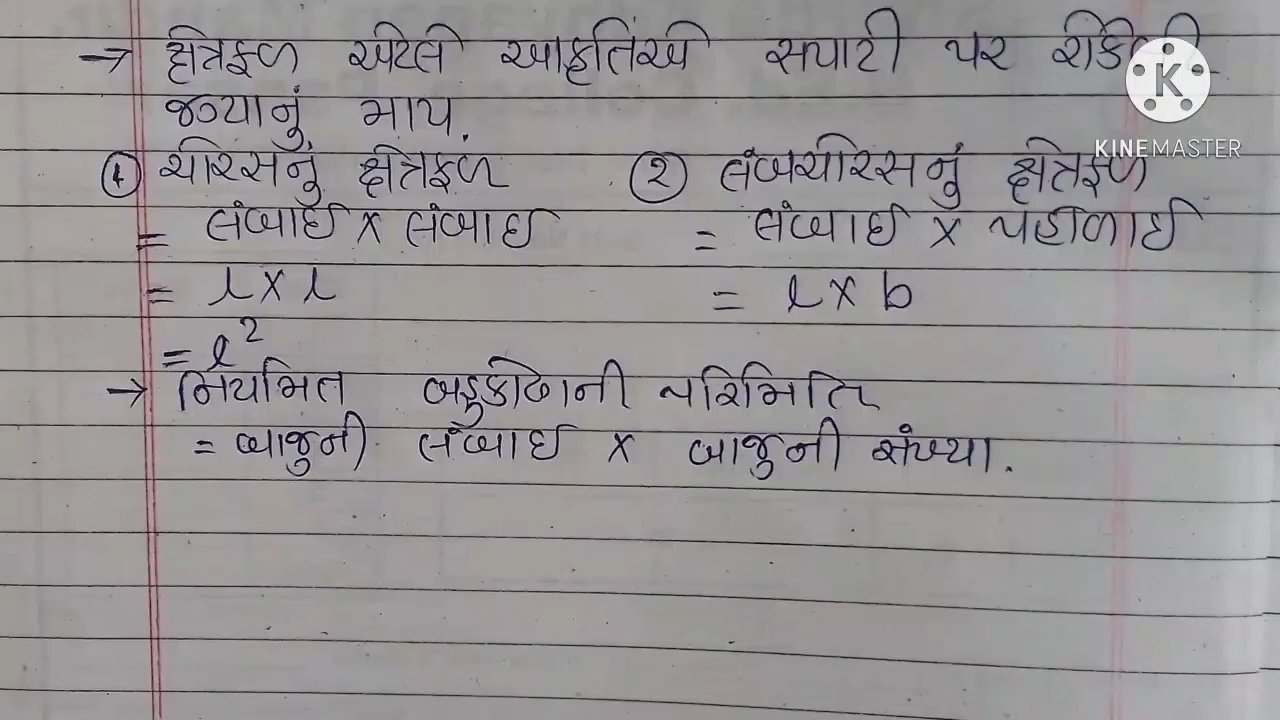 → ક્ષેત્રફળ એટલે આકૃતિએ સપાટી પર રોકેલી
જગ્યાનું માપ.
① ચોરસનું ક્ષેત્રફળ ② લંબચોરસનું ક્ષેત્રફળ
= લંબાઈ × લંબાઈ = લંબાઈ × પહોળાઈ
= l × l = l × b
= l²
→ નિયમિત બહુકોણની પરિમિતિ
= બાજુની લંબાઈ × બાજુની સંખ્યા.
K
KINEMASTER